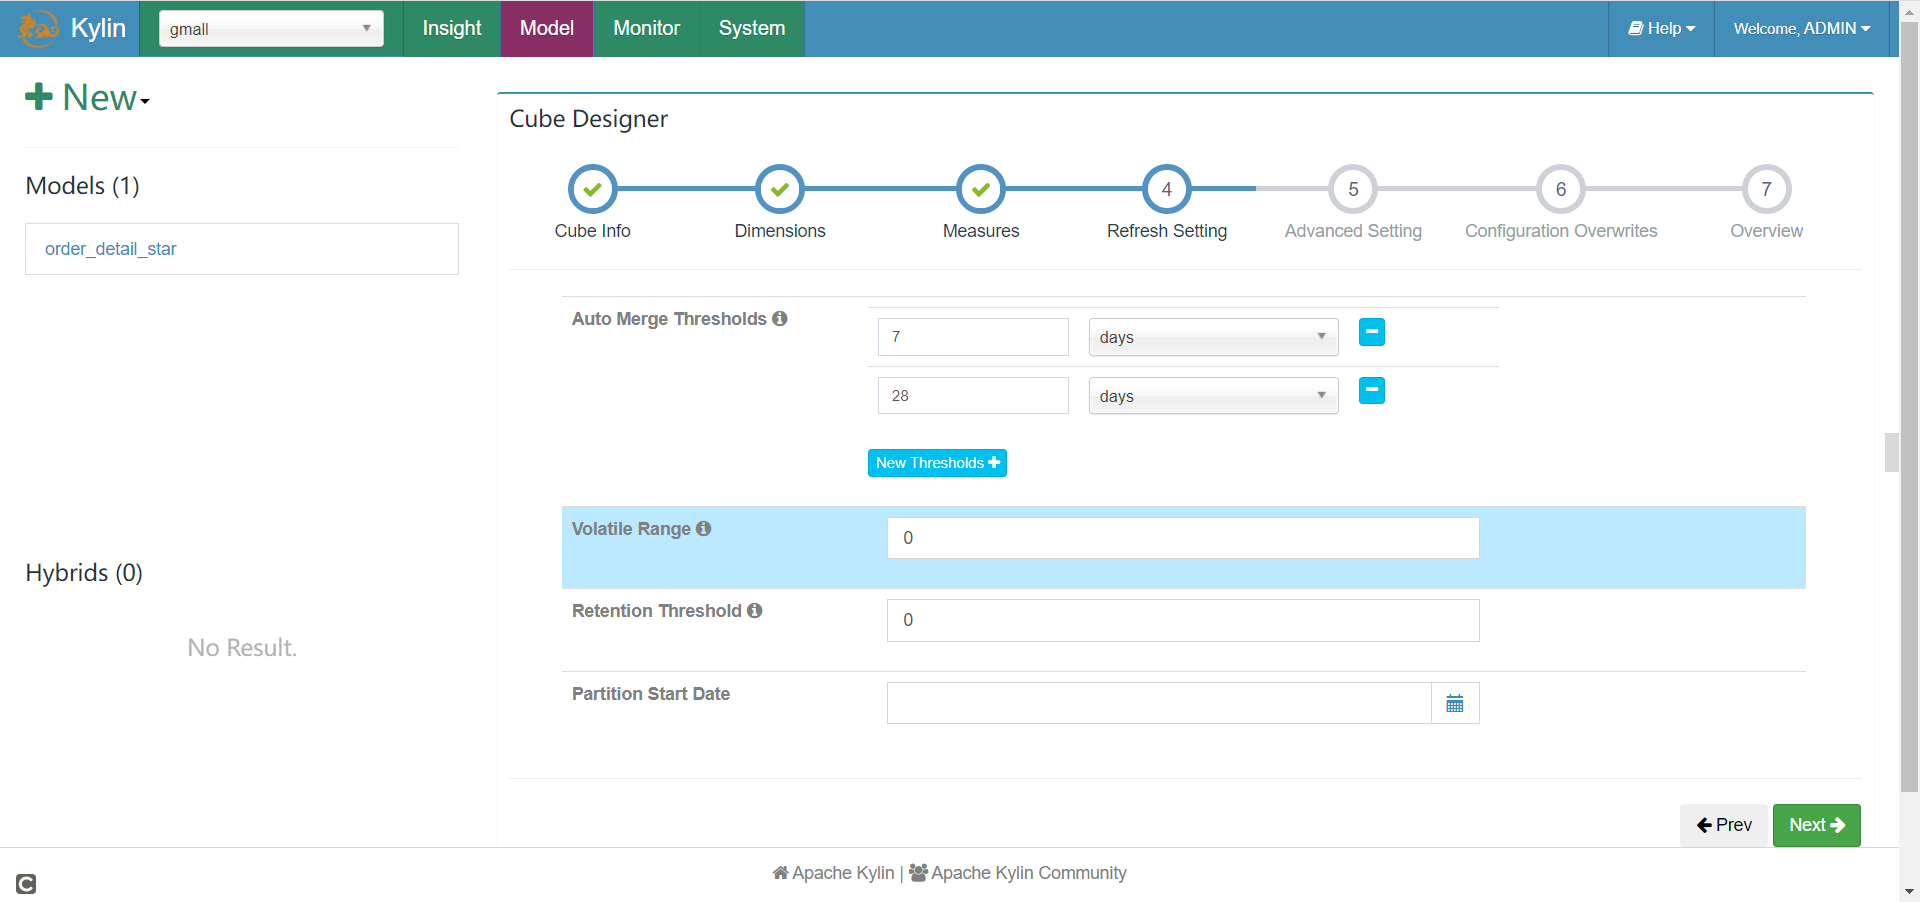 Kylin
gmall
Insight
Model
Monitor
System
Help
Welcome, ADMIN
New
Models (1)
order_detail_star
Hybrids (0)
No Result.
Cube Designer
4
5
6
7
Cube Info
Dimensions
Measures
Refresh Setting
Advanced Setting
Configuration Overwrites
Overview
Auto Merge Thresholds
7
days
28
days
New Thresholds
Volatile Range
0
Retention Threshold
0
Partition Start Date
Prev
Next
Apache Kylin | Apache Kylin Community
C